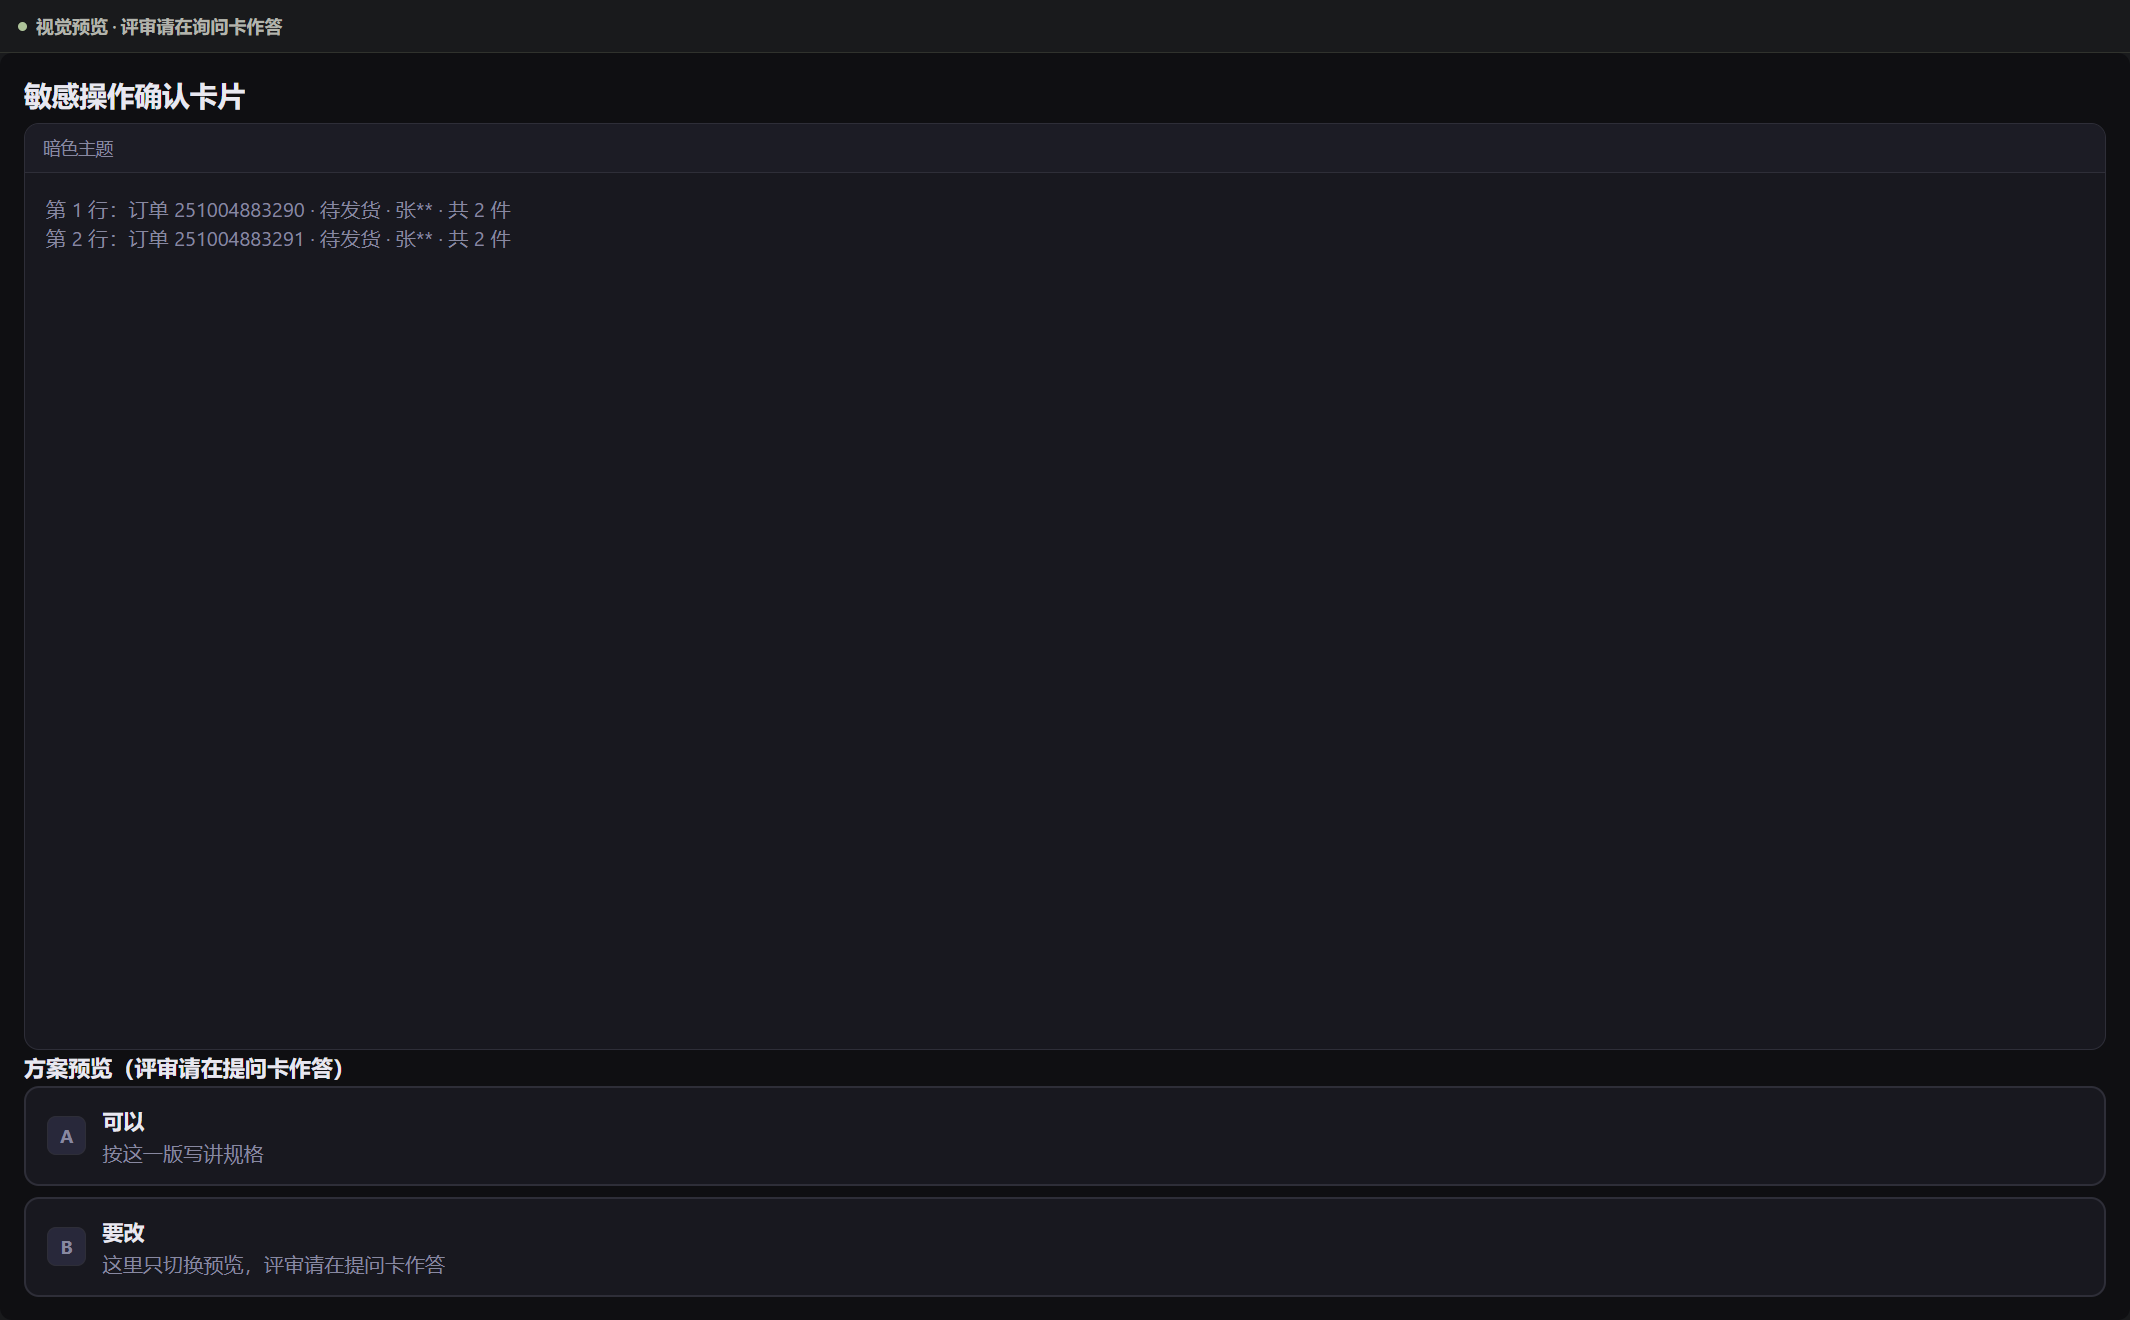 视觉预览 · 评审请在询问卡作答
敏感操作确认卡片
暗色主题
第 1 行：订单 251004883290 · 待发货 · 张** · 共 2 件
第 2 行：订单 251004883291 · 待发货 · 张** · 共 2 件
方案预览（评审请在提问卡作答）
A
可以
按这一版写讲规格
B
要改
这里只切换预览，评审请在提问卡作答